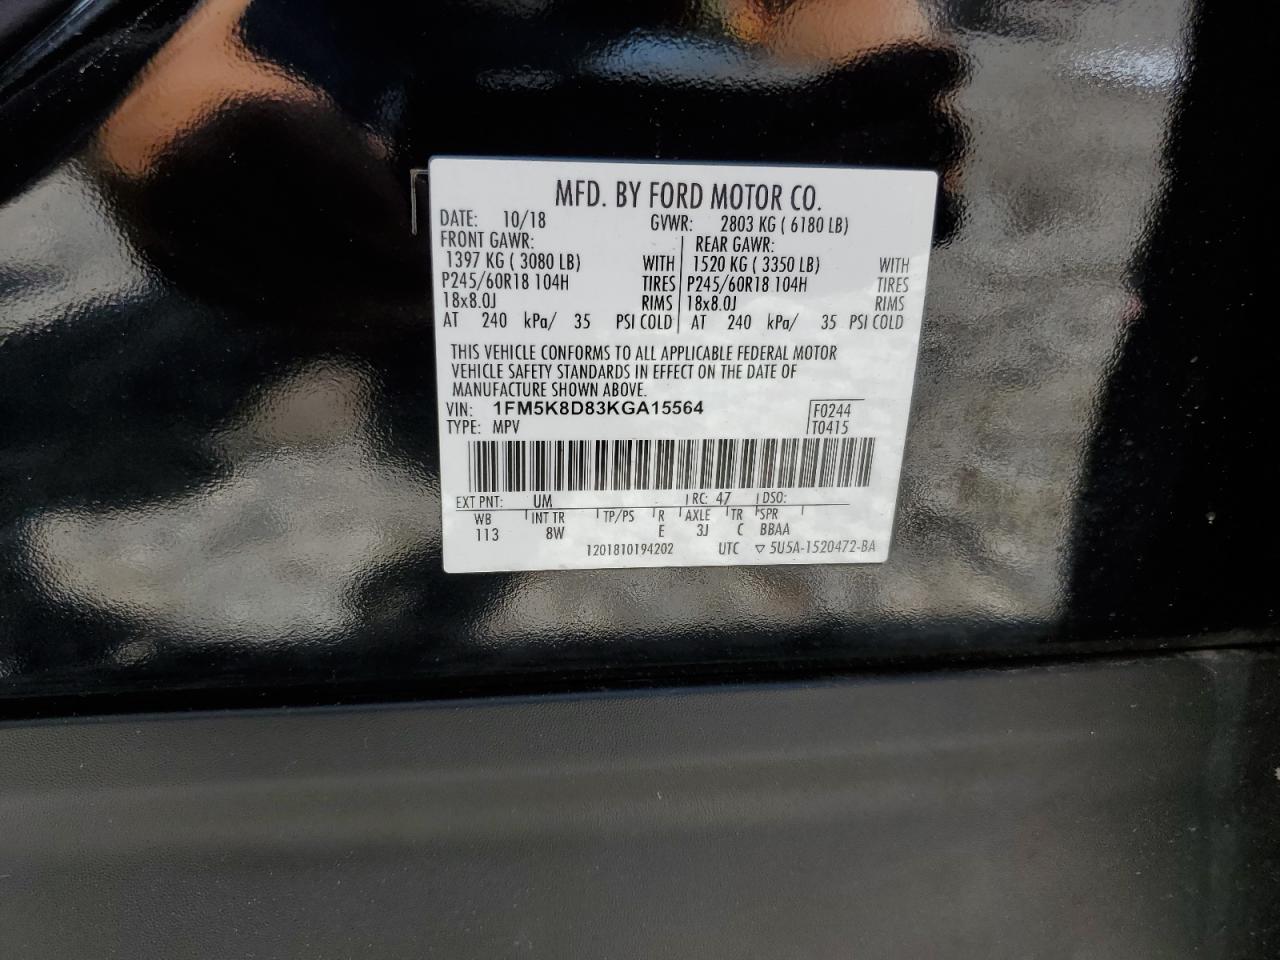 MFD. BY FORD MOTOR CO.
DATE: 10/18 GVWR: 2803 KG ( 6180 LB)
FRONT GAWR: REAR GAWR:
1397 KG ( 3080 LB) WITH 1520 KG ( 3350 LB) WITH
P245/60R18 104H TIRES P245/60R18 104H TIRES
18x8.0J RIMS 18x8.0J RIMS
AT 240 kPa/ 35 PSI COLD AT 240 kPa/ 35 PSI COLD
THIS VEHICLE CONFORMS TO ALL APPLICABLE FEDERAL MOTOR
VEHICLE SAFETY STANDARDS IN EFFECT ON THE DATE OF
MANUFACTURE SHOWN ABOVE.
VIN: 1FM5K8D83KGA15564 F0244
TYPE: MPV T0415
EXT PNT: UM RC: 47 DSO:
WB INT TR TP/PS R AXLE TR SPR
113 8W E 3J C BBAA
1201810194202 UTC ▽ 5U5A-1520472-BA